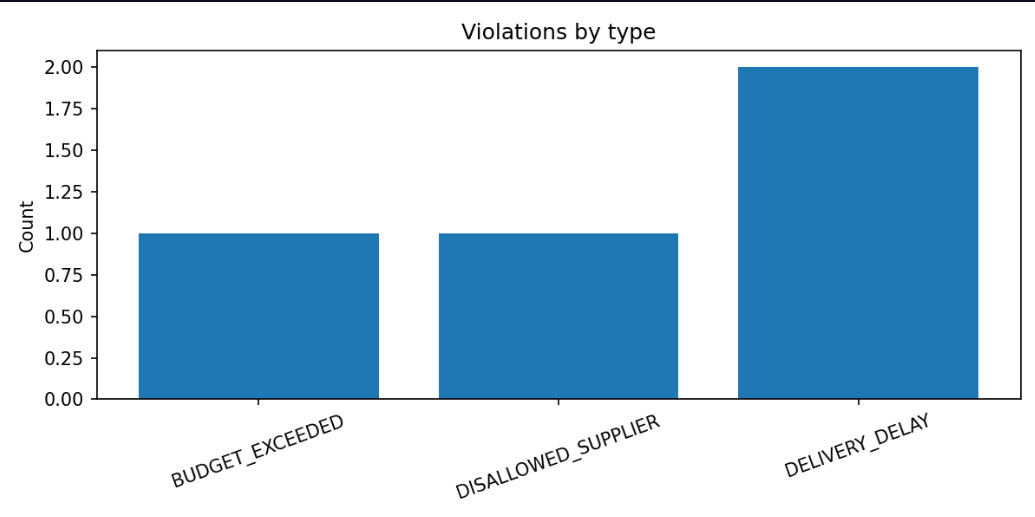 Violations by type
Count
2.00
1.75
1.50
1.25
1.00
0.75
0.50
0.25
0.00
BUDGET_EXCEEDED
DISALLOWED_SUPPLIER
DELIVERY_DELAY